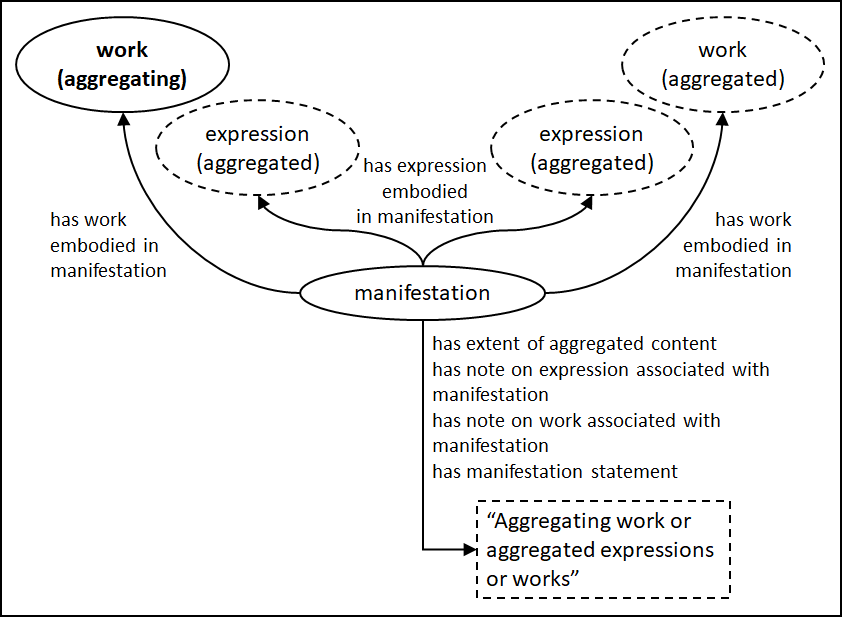 work
(aggregating)
work
(aggregated)
expression
(aggregated)
expression
(aggregated)
has expression
embodied
in manifestation
has work
embodied in
manifestation
has work
embodied in
manifestation
manifestation
has extent of aggregated content
has note on expression associated with
manifestation
has note on work associated with
manifestation
has manifestation statement
“Aggregating work or
aggregated expressions
or works”